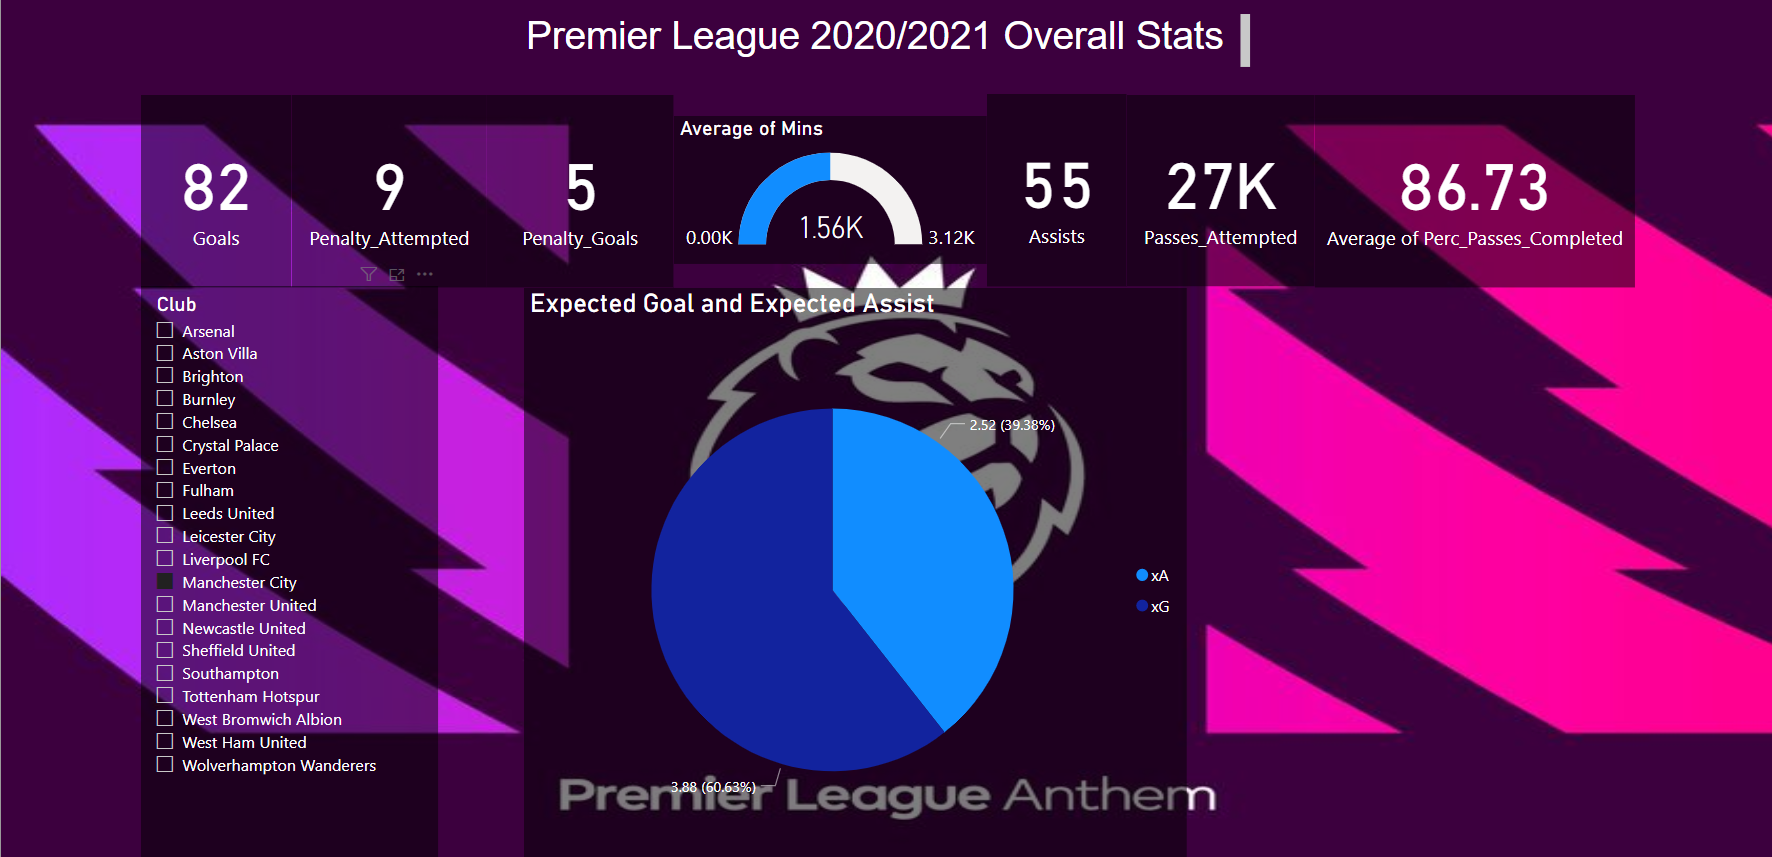 Premier League 2020/2021 Overall Stats
82
Goals
9
Penalty_Attempted
5
Penalty_Goals
Average of Mins
0.00K
1.56K
3.12K
55
Assists
27K
Passes_Attempted
86.73
Average of Perc_Passes_Completed
Club
Arsenal
Aston Villa
Brighton
Burnley
Chelsea
Crystal Palace
Everton
Fulham
Leeds United
Leicester City
Liverpool FC
Manchester City
Manchester United
Newcastle United
Sheffield United
Southampton
Tottenham Hotspur
West Bromwich Albion
West Ham United
Wolverhampton Wanderers
Expected Goal and Expected Assist
2.52 (39.38%)
xA
xG
3.88 (60.63%)
Premier League Anthem